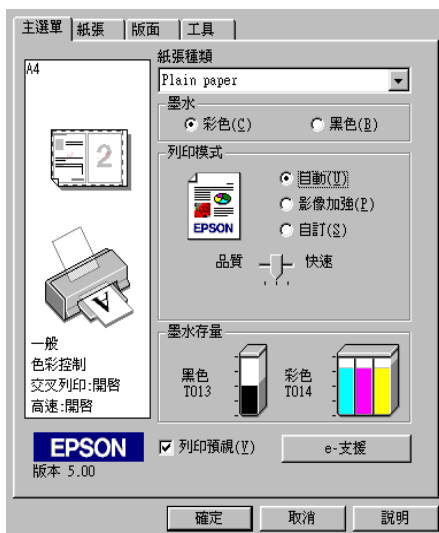 主選單 紙張 版面 工具
A4
2
一般
色彩控制
交叉列印:開啓
高速:開啓
EPSON
版本 5.00
紙張種類
Plain paper
墨水
彩色(C) 黑色(B)
列印模式
EPSON
自動(U)
影像加強(P)
自訂(S)
品質 快速
墨水存量
黑色 T013
彩色 T014
列印預視(V) e-支援
確定 取消 說明